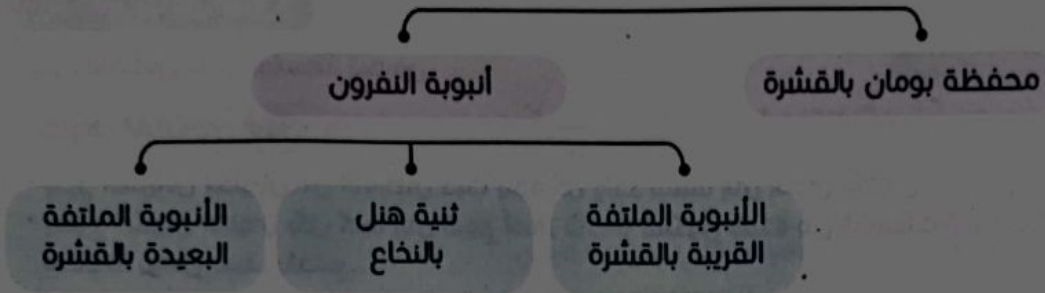 محفظة بومان بالقشرة
أنبوبة النفرون
الأنبوبة الملتفة
القريبة بالقشرة
ثنية هنل
بالنخاع
الأنبوبة الملتفة
البعيدة بالقشرة